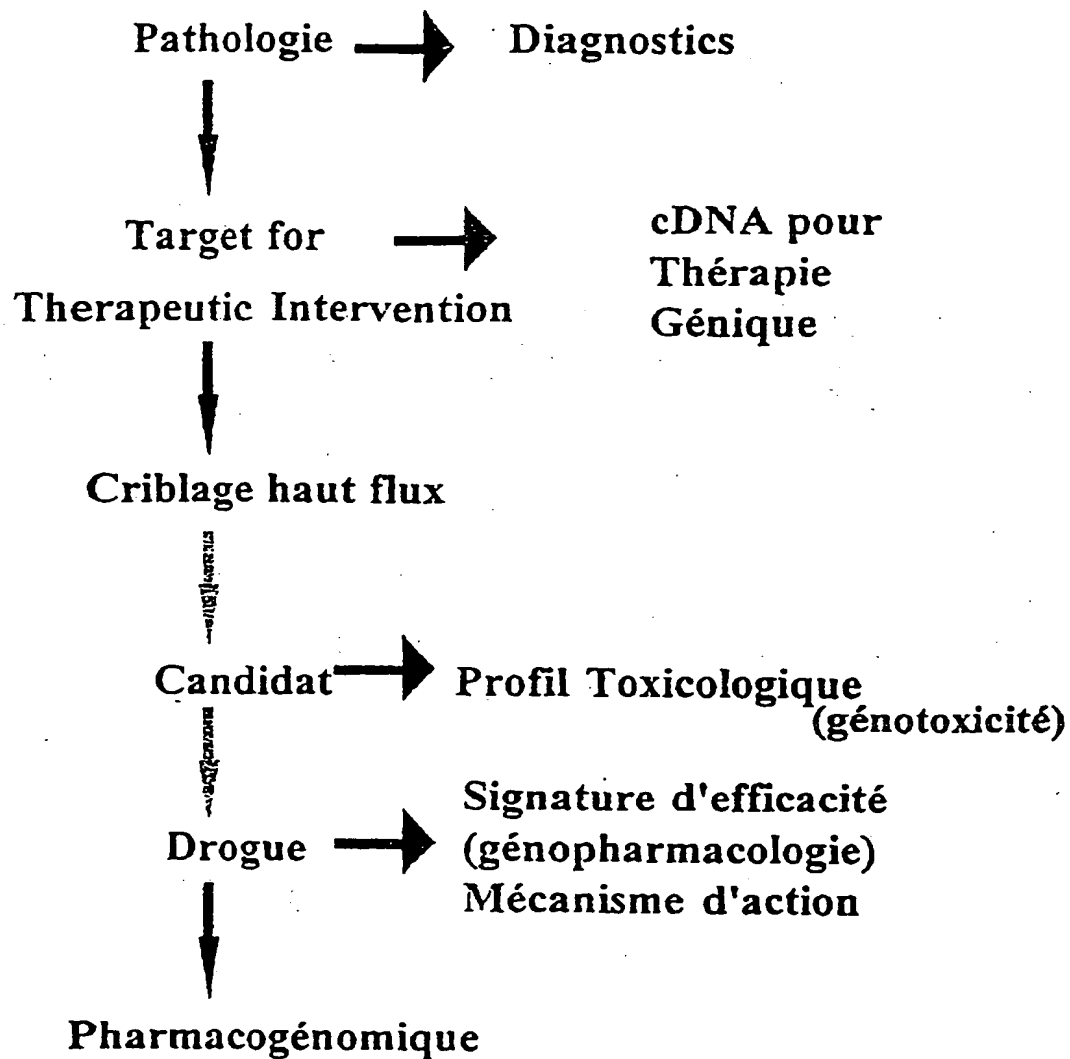 Pathologie
Diagnostics
Target for
Therapeutic Intervention
cDNA pour
Thérapie
Génique
Criblage haut flux
Candidat
Profil Toxicologique
(génotoxicité)
Drogue
Signature d'efficacité
(génopharmacologie)
Mécanisme d'action
Pharmacogénomique